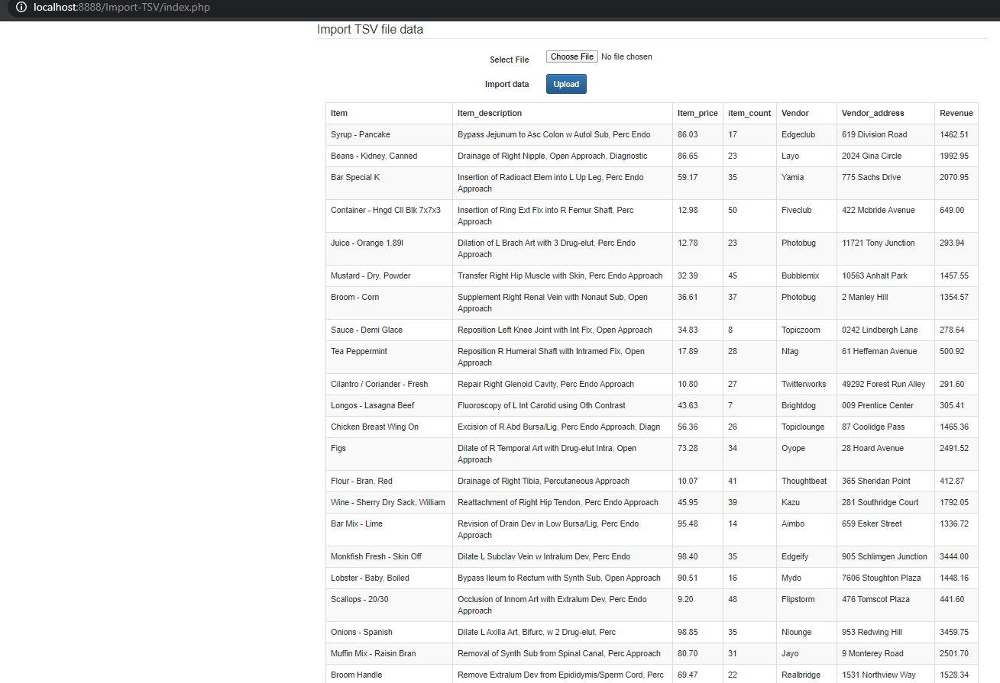 localhost:8888/Import-TSV/index.php
Import TSV file data
Select File Choose File No file chosen
Import data Upload
Item Item_description Item_price item_count Vendor Vendor_address Revenue
Syrup - Pancake Bypass Jejunum to Asc Colon w Autol Sub, Perc Endo 86.03 17 Edgeclub 619 Division Road 1462.51
Beans - Kidney, Canned Drainage of Right Nipple, Open Approach, Diagnostic 86.65 23 Layo 2024 Gina Circle 1992.95
Bar Special K Insertion of Radioact Elem into L Up Leg, Perc Endo 59.17 35 Yamia 775 Sachs Drive 2070.95
Approach
Container - Hngd Cll Blk 7x7x3 Insertion of Ring Ext Fix into R Femur Shaft, Perc 12.98 50 Fiveclub 422 Mcbride Avenue 649.00
Approach
Juice - Orange 1.89l Dilation of L Brach Art with 3 Drug-elut, Perc Endo 12.78 23 Photobug 11721 Tony Junction 293.94
Approach
Mustard - Dry, Powder Transfer Right Hip Muscle with Skin, Perc Endo Approach 32.39 45 Bubblemix 10563 Anhalt Park 1457.55
Broom - Corn Supplement Right Renal Vein with Nonaut Sub, Open 36.61 37 Photobug 2 Manley Hill 1354.57
Approach
Sauce - Demi Glace Reposition Left Knee Joint with Int Fix, Open Approach 34.83 8 Topiczoom 0242 Lindbergh Lane 278.64
Tea Peppermint Reposition R Humeral Shaft with Intramed Fix, Open 17.89 28 Ntag 61 Heffernan Avenue 500.92
Approach
Cilantro / Coriander - Fresh Repair Right Glenoid Cavity, Perc Endo Approach 10.80 27 Twitterworks 49292 Forest Run Alley 291.60
Longos - Lasagna Beef Fluoroscopy of L Int Carotid using Oth Contrast 43.63 7 Brightdog 009 Prentice Center 305.41
Chicken Breast Wing On Excision of R Abd Bursa/Lig, Perc Endo Approach, Diagn 56.36 26 Topiclounge 87 Coolidge Pass 1465.36
Figs Dilate of R Temporal Art with Drug-elut Intra, Open 73.28 34 Oyope 28 Hoard Avenue 2491.52
Approach
Flour - Bran, Red Drainage of Right Tibia, Percutaneous Approach 10.07 41 Thoughtbeat 365 Sheridan Point 412.87
Wine - Sherry Dry Sack, William Reattachment of Right Hip Tendon, Perc Endo Approach 45.95 39 Kazu 281 Southridge Court 1792.05
Bar Mix - Lime Revision of Drain Dev in Low Bursa/Lig, Perc Endo 95.48 14 Aimbo 659 Esker Street 1336.72
Approach
Monkfish Fresh - Skin Off Dilate L Subclav Vein w Intralum Dev, Perc Endo 98.40 35 Edgeify 905 Schlimgen Junction 3444.00
Lobster - Baby, Boiled Bypass Ileum to Rectum with Synth Sub, Open Approach 90.51 16 Mydo 7606 Stoughton Plaza 1448.16
Scallops - 20/30 Occlusion of Innom Art with Extralum Dev, Perc Endo 9.20 48 Flipstorm 476 Tomscot Plaza 441.60
Approach
Onions - Spanish Dilate L Axilla Art, Bifurc, w 2 Drug-elut, Perc 98.85 35 Nlounge 953 Redwing Hill 3459.75
Muffin Mix - Raisin Bran Removal of Synth Sub from Spinal Canal, Perc Approach 80.70 31 Jayo 9 Monterey Road 2501.70
Broom Handle Remove Extralum Dev from Epididymis/Sperm Cord, Perc 69.47 22 Realbridge 1531 Northview Way 1528.34